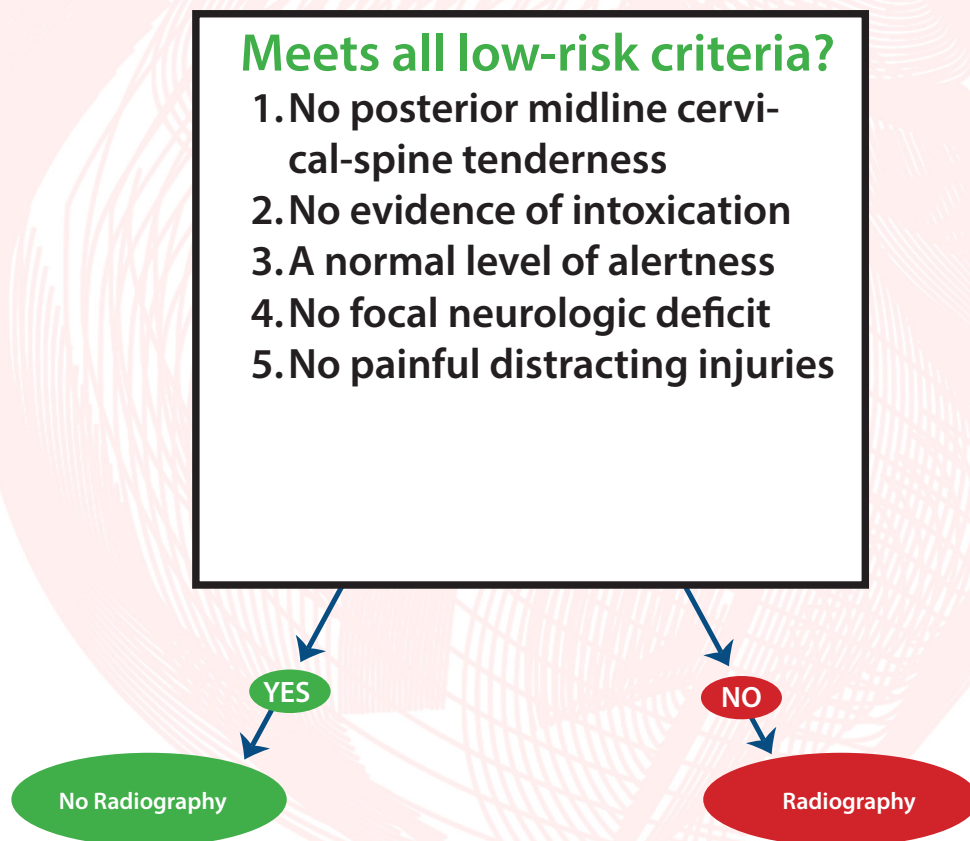 Meets all low-risk criteria?
1. No posterior midline cervi-
cal-spine tenderness
2. No evidence of intoxication
3. A normal level of alertness
4. No focal neurologic deficit
5. No painful distracting injuries
YES
NO
No Radiography
Radiography